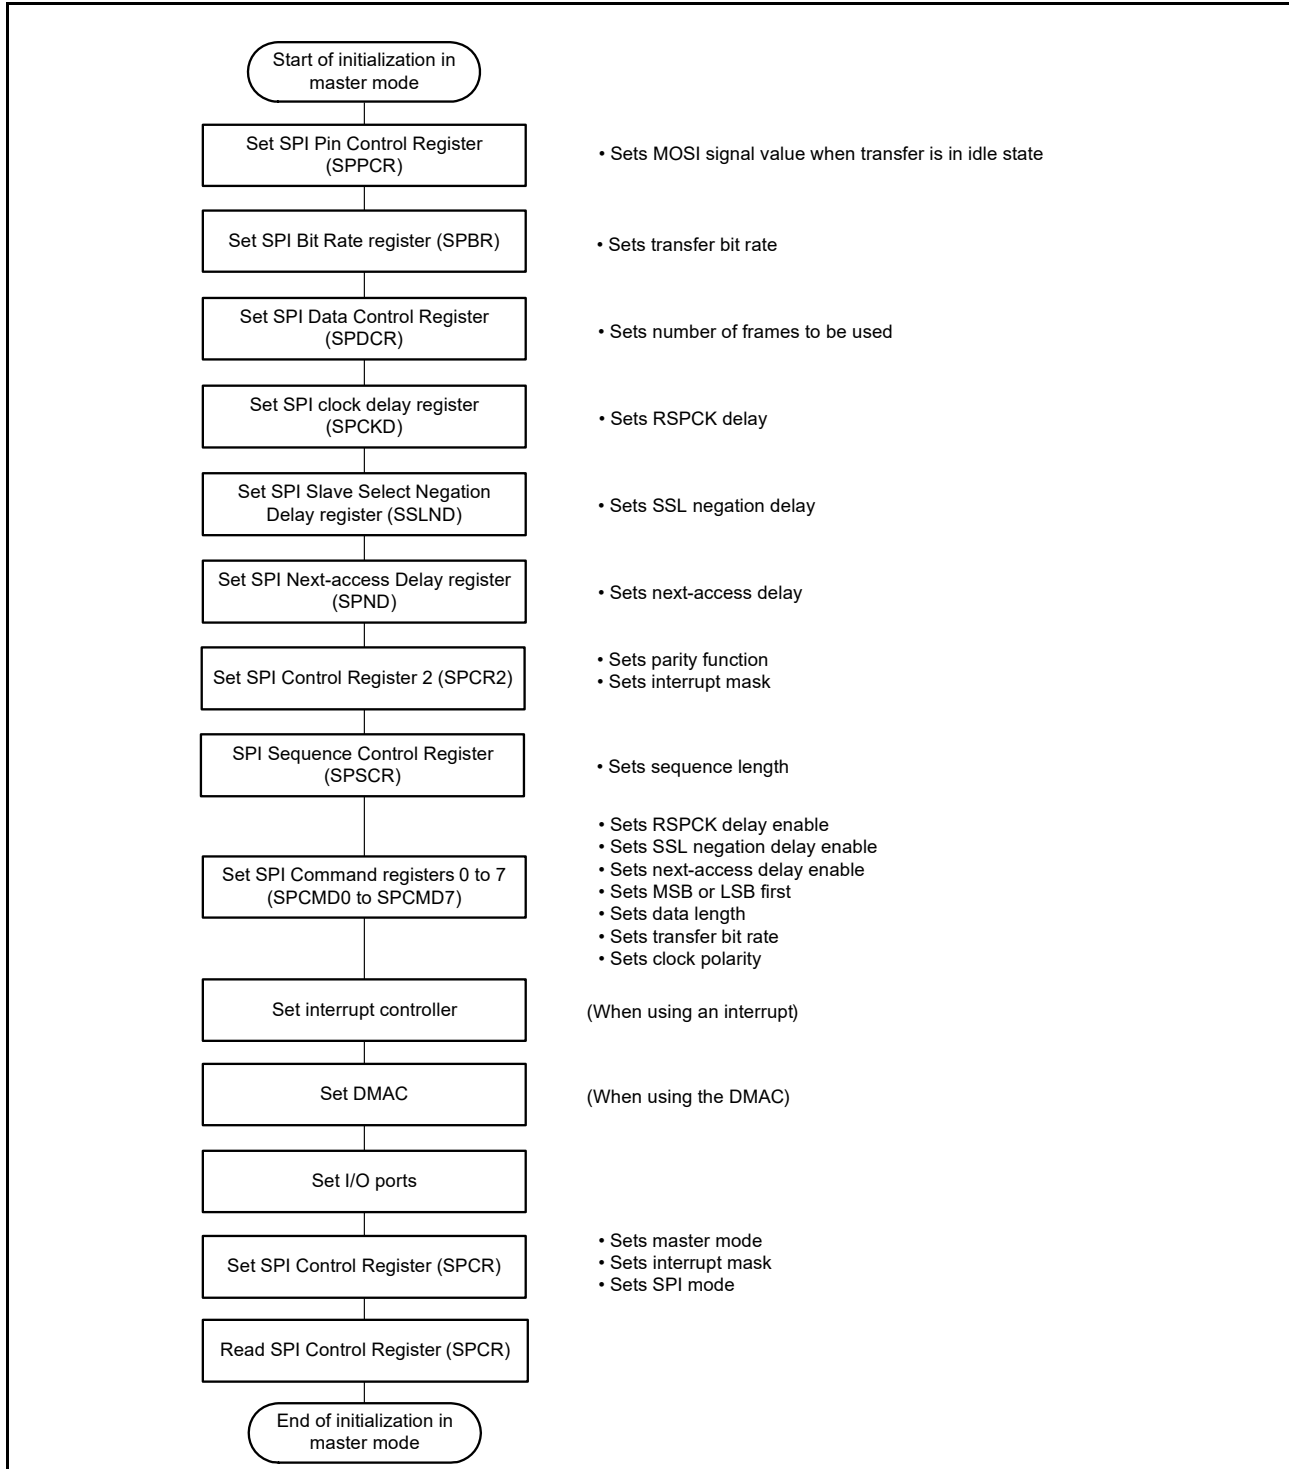 Start of initialization in
master mode
Set SPI Pin Control Register
(SPPCR)
• Sets MOSI signal value when transfer is in idle state
Set SPI Bit Rate register (SPBR)
• Sets transfer bit rate
Set SPI Data Control Register
(SPDCR)
• Sets number of frames to be used
Set SPI clock delay register
(SPCKD)
• Sets RSPCK delay
Set SPI Slave Select Negation
Delay register (SSLND)
• Sets SSL negation delay
Set SPI Next-access Delay register
(SPND)
• Sets next-access delay
Set SPI Control Register 2 (SPCR2)
• Sets parity function
• Sets interrupt mask
SPI Sequence Control Register
(SPSCR)
• Sets sequence length
Set SPI Command registers 0 to 7
(SPCMD0 to SPCMD7)
• Sets RSPCK delay enable
• Sets SSL negation delay enable
• Sets next-access delay enable
• Sets MSB or LSB first
• Sets data length
• Sets transfer bit rate
• Sets clock polarity
Set interrupt controller
(When using an interrupt)
Set DMAC
(When using the DMAC)
Set I/O ports
Set SPI Control Register (SPCR)
• Sets master mode
• Sets interrupt mask
• Sets SPI mode
Read SPI Control Register (SPCR)
End of initialization in
master mode